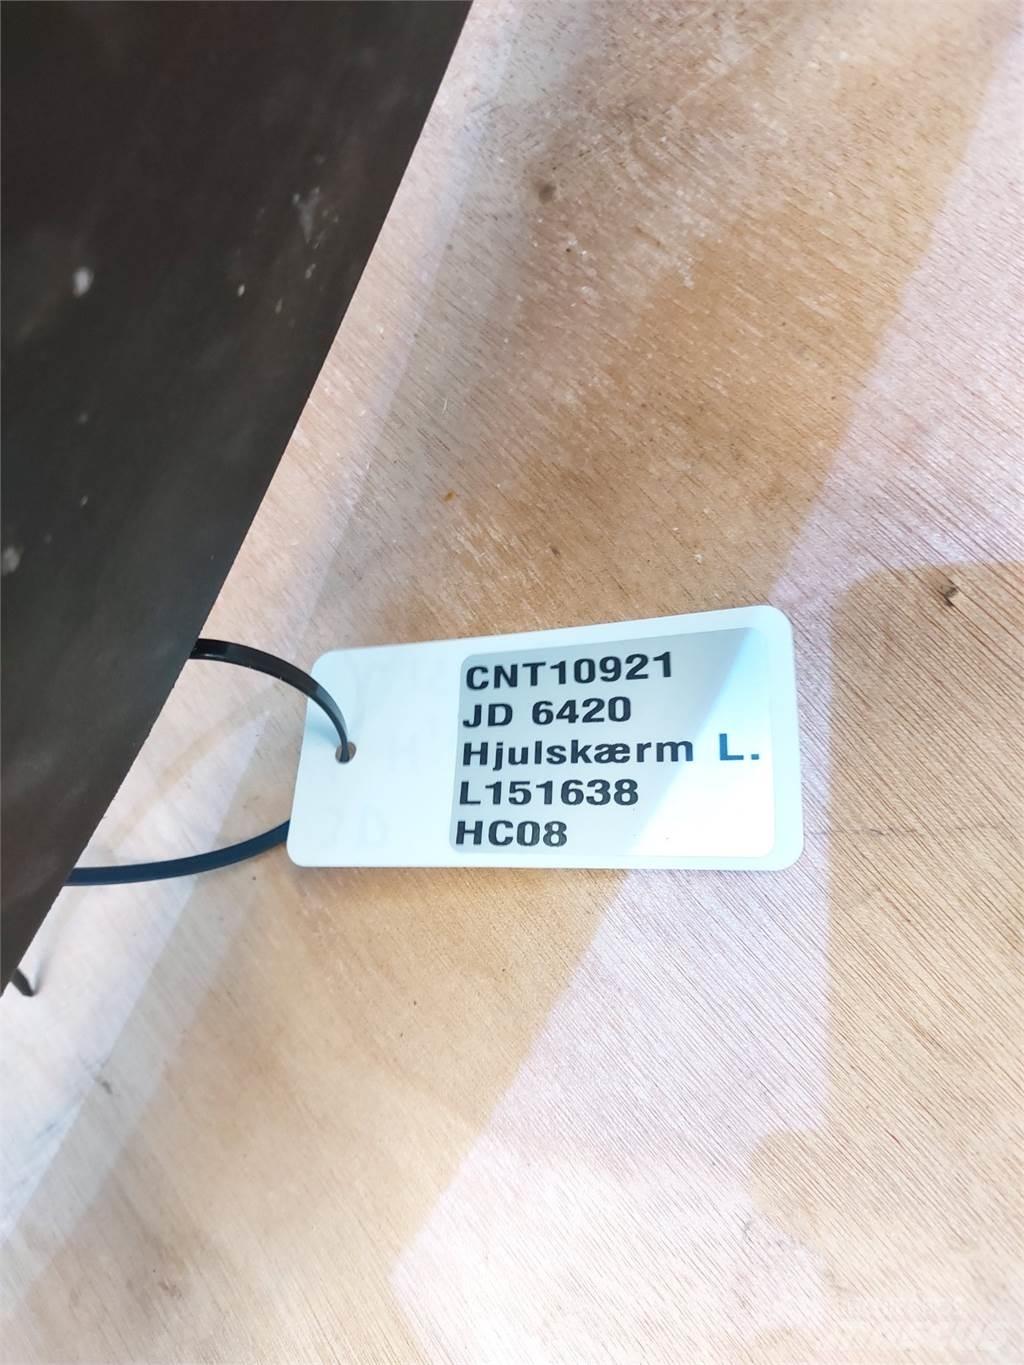 CNT10921
JD 6420
Hjulskærm L.
L151638
HC08